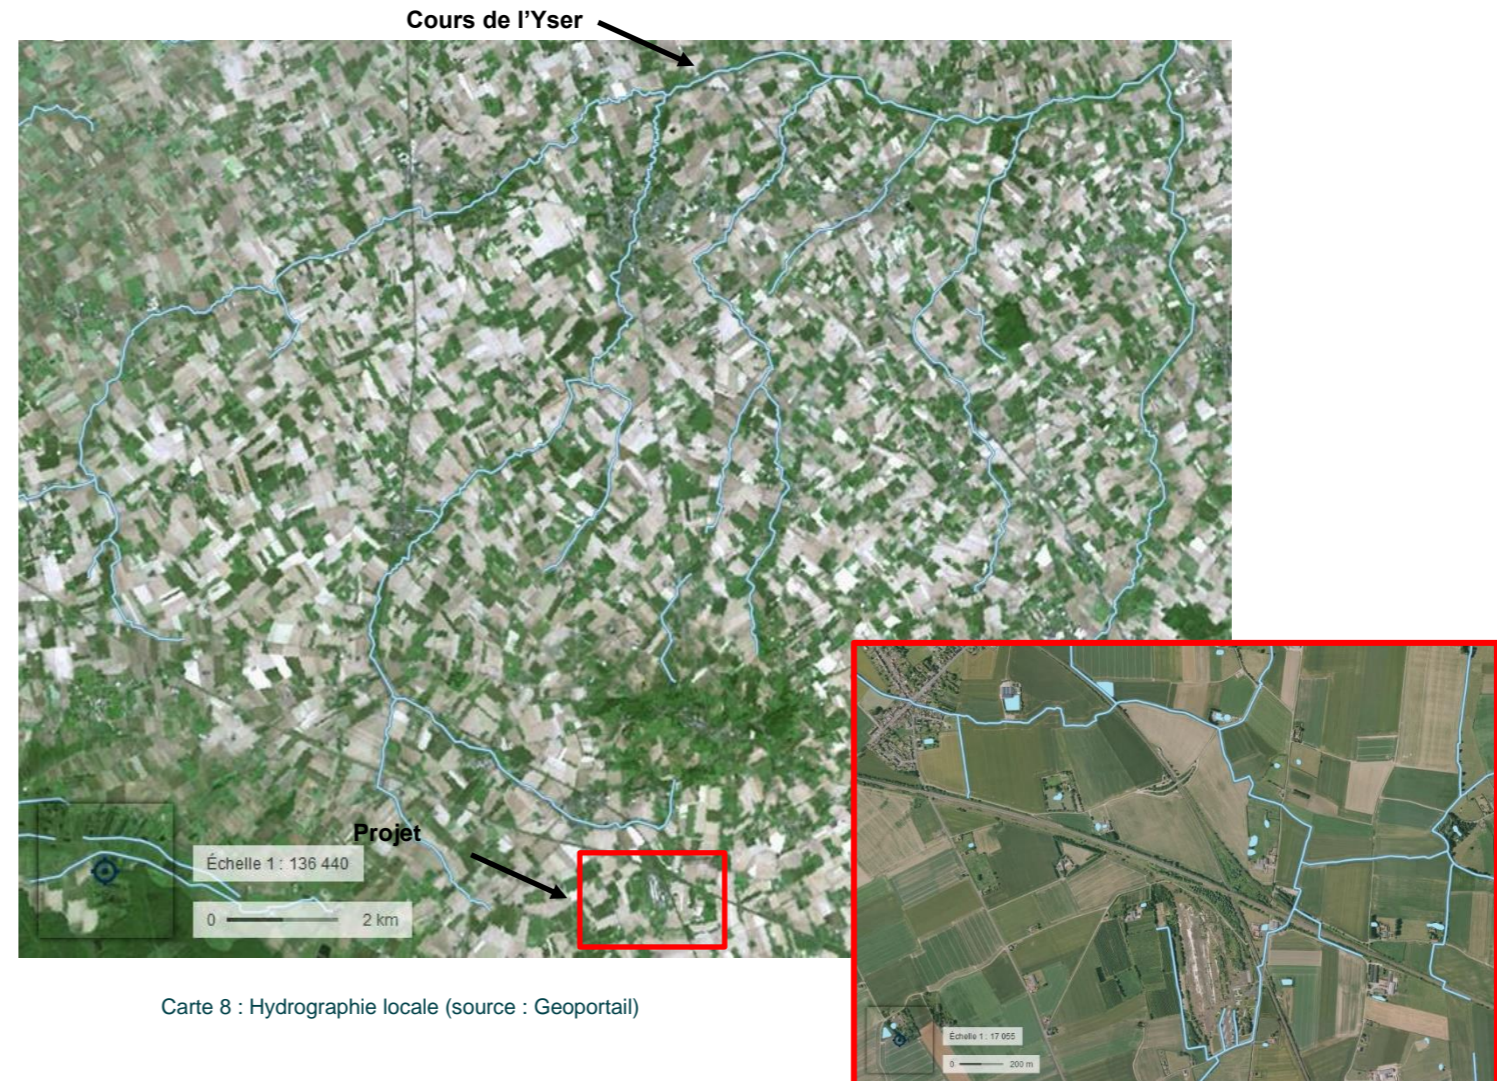 Cours de l'Yser
Projet
Échelle 1 : 136 440
0 2 km
Échelle 1 : 17 055
0 200 m
Carte 8 : Hydrographie locale (source : Geoportail)